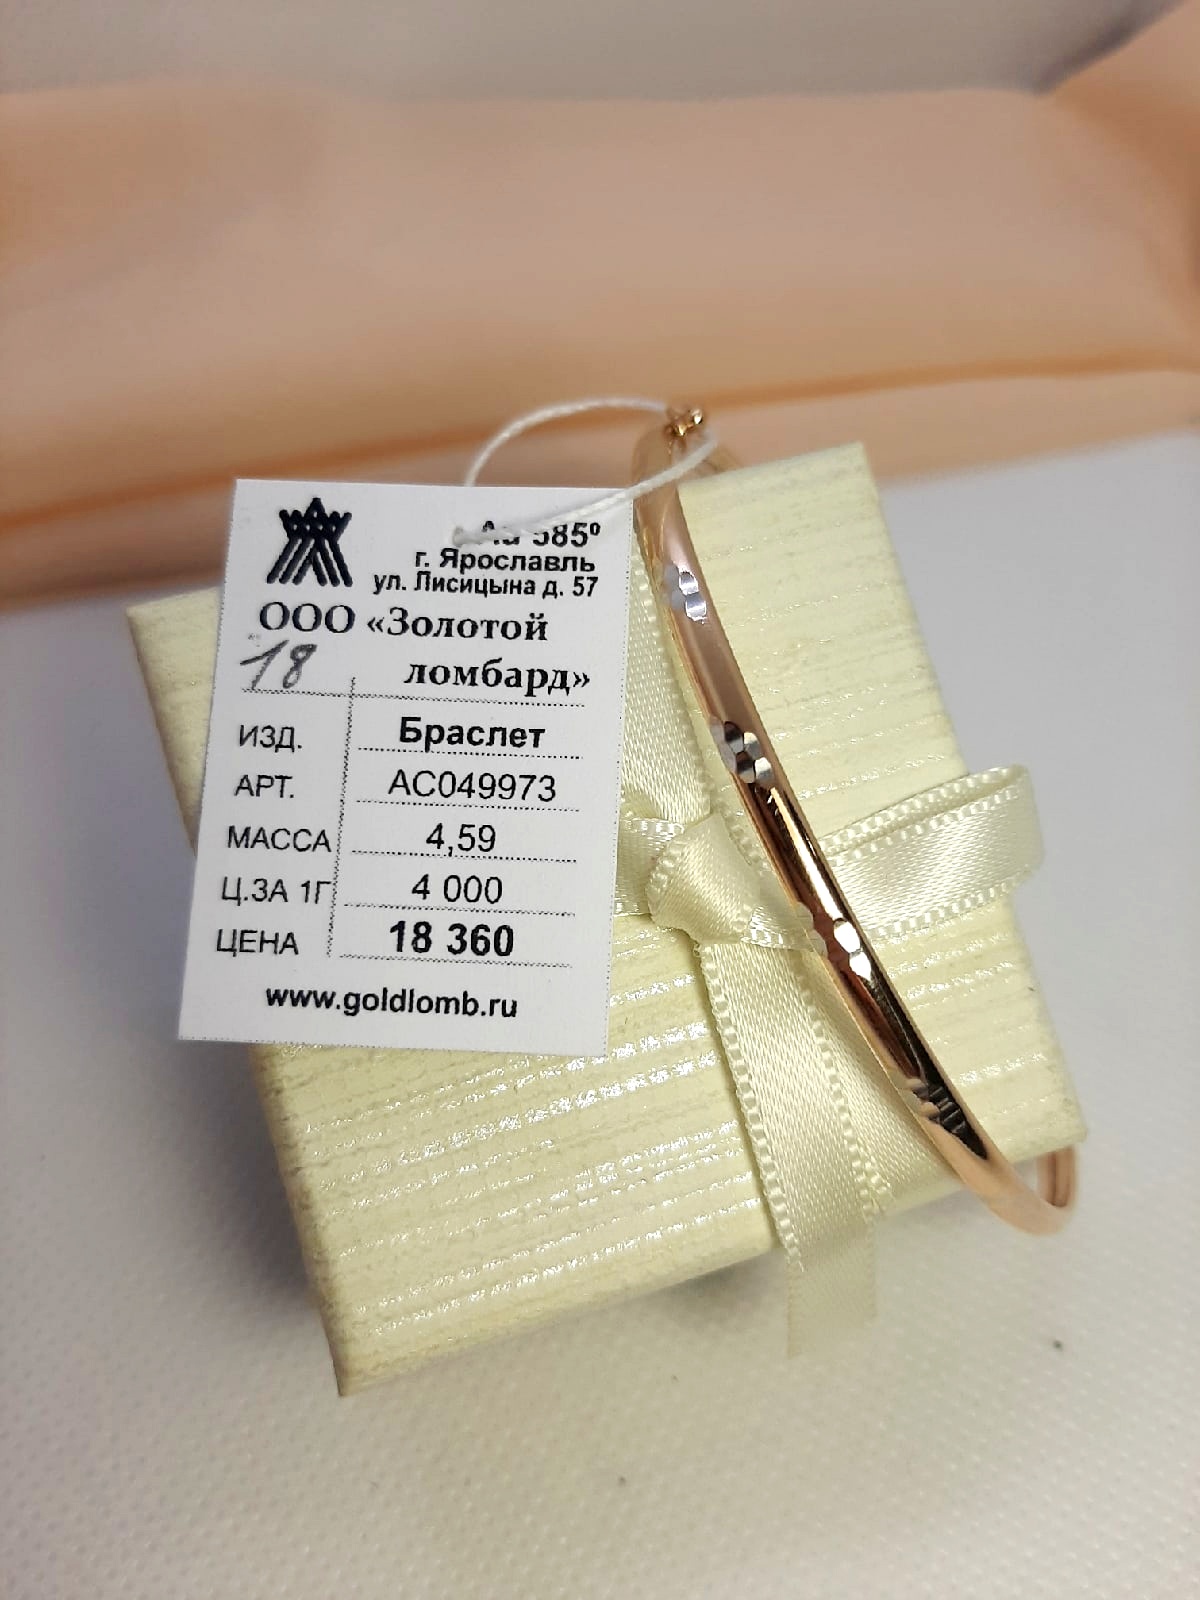 Au 585°
г. Ярославль
ул. Лисицына д. 57
ООО «Золотой
18 ломбард»
ИЗД. Браслет
АРТ. АС049973
МАССА 4,59
Ц.ЗА 1Г 4 000
ЦЕНА 18 360
www.goldlomb.ru